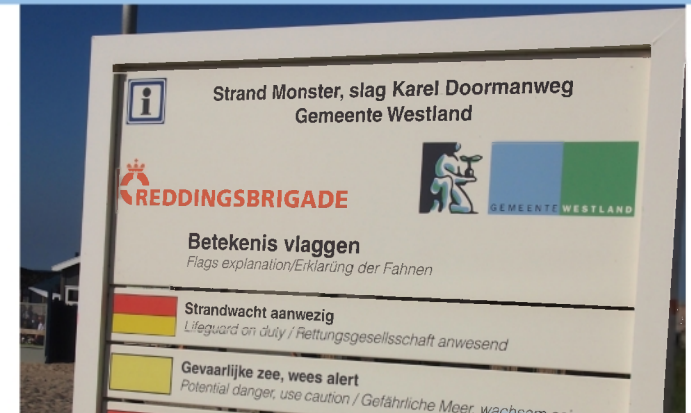 i
Strand Monster, slag Karel Doormanweg
Gemeente Westland
REDDINGSBRIGADE
GEMEENTE WESTLAND
Betekenis vlaggen
Flags explanation/Erklärung der Fahnen
Strandwacht aanwezig
Lifeguard on duty / Rettungsgesellsschaft anwesend
Gevaarlijke zee, wees alert
Potential danger, use caution / Gefährliche Meer, wachsam